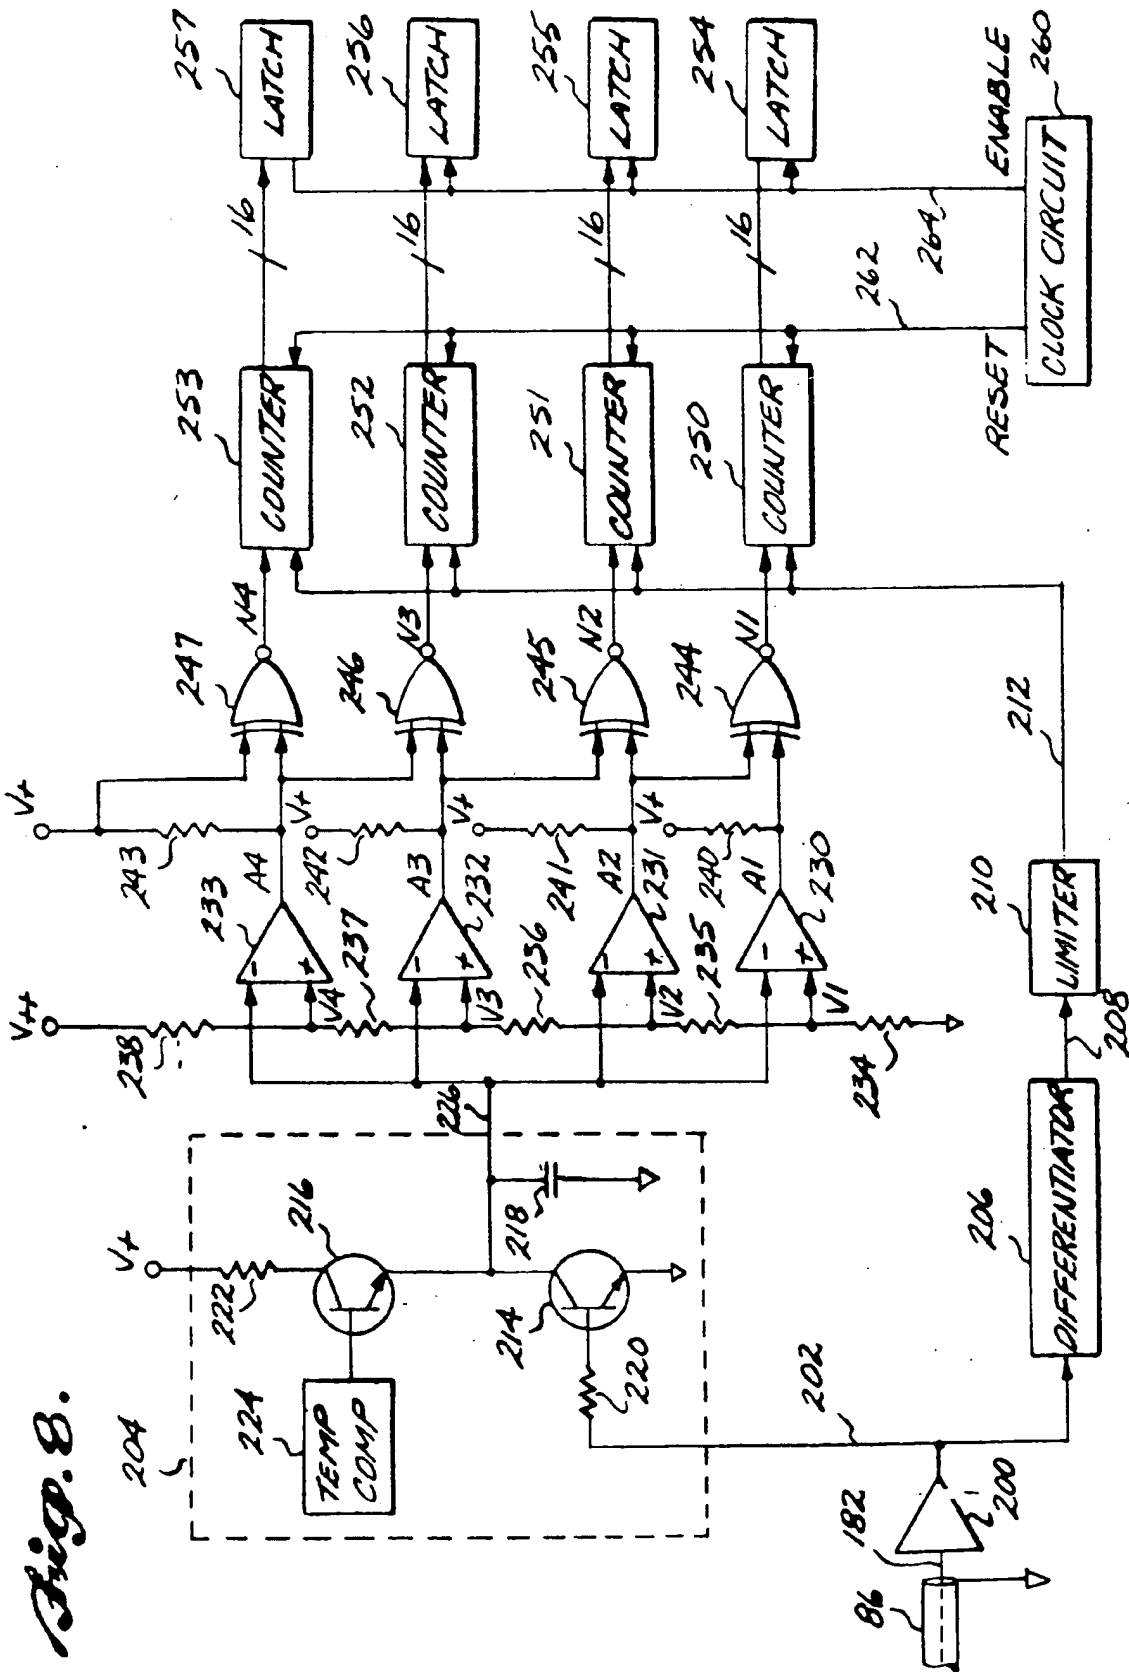 Fig. 8.
204
224
TEMP
COMP
V+
222
216
214
220
218
226
202
86
182
200
206
DIFFERENTIATOR
208
210
LIMITER
212
V++
238
V4
237
V3
236
V2
235
V1
234
-
+
233
A4
-
+
232
A3
-
+
231
A2
-
+
230
A1
V+
243
V+
242
V+
241
V+
240
247
N4
246
N3
245
N2
244
N1
253
COUNTER
252
COUNTER
251
COUNTER
250
COUNTER
16
16
16
16
257
LATCH
256
LATCH
255
LATCH
254
LATCH
RESET
262
264
ENABLE
260
CLOCK CIRCUIT